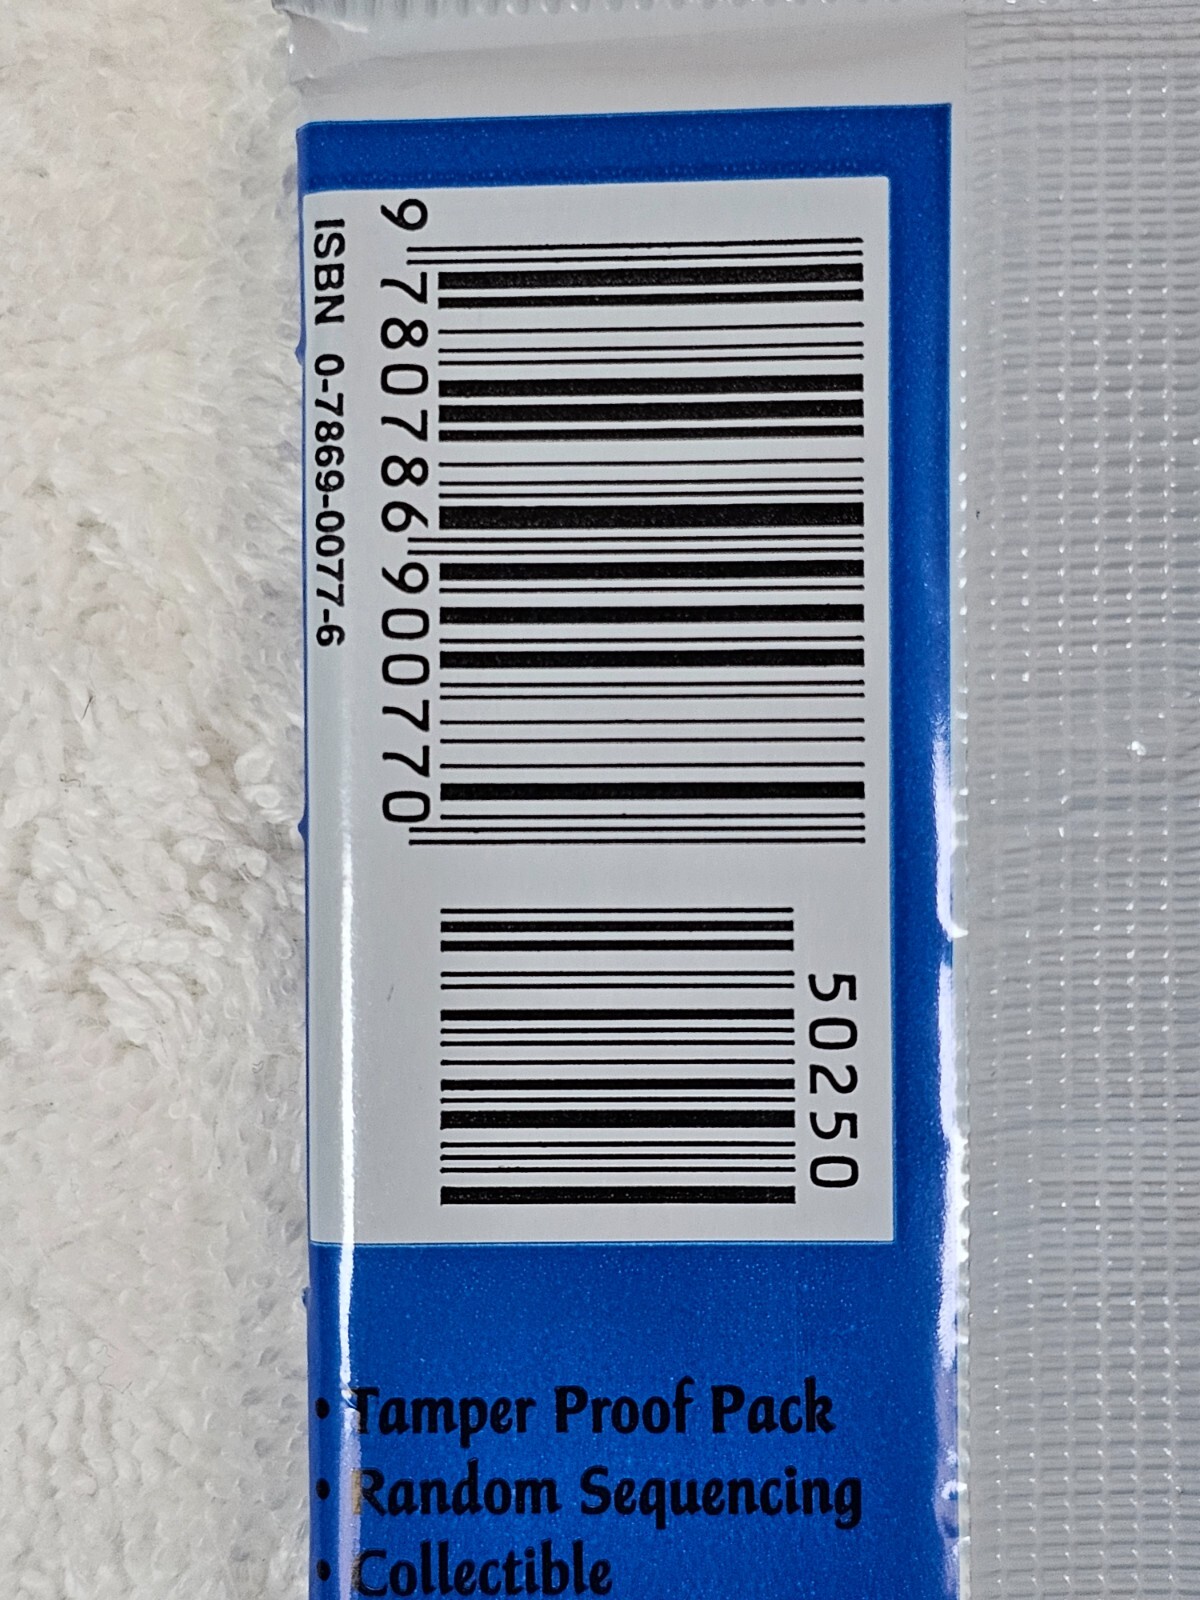 ISBN 0-7869-0077-6
9 780786 900770
50250
• Tamper Proof Pack
• Random Sequencing
• Collectible